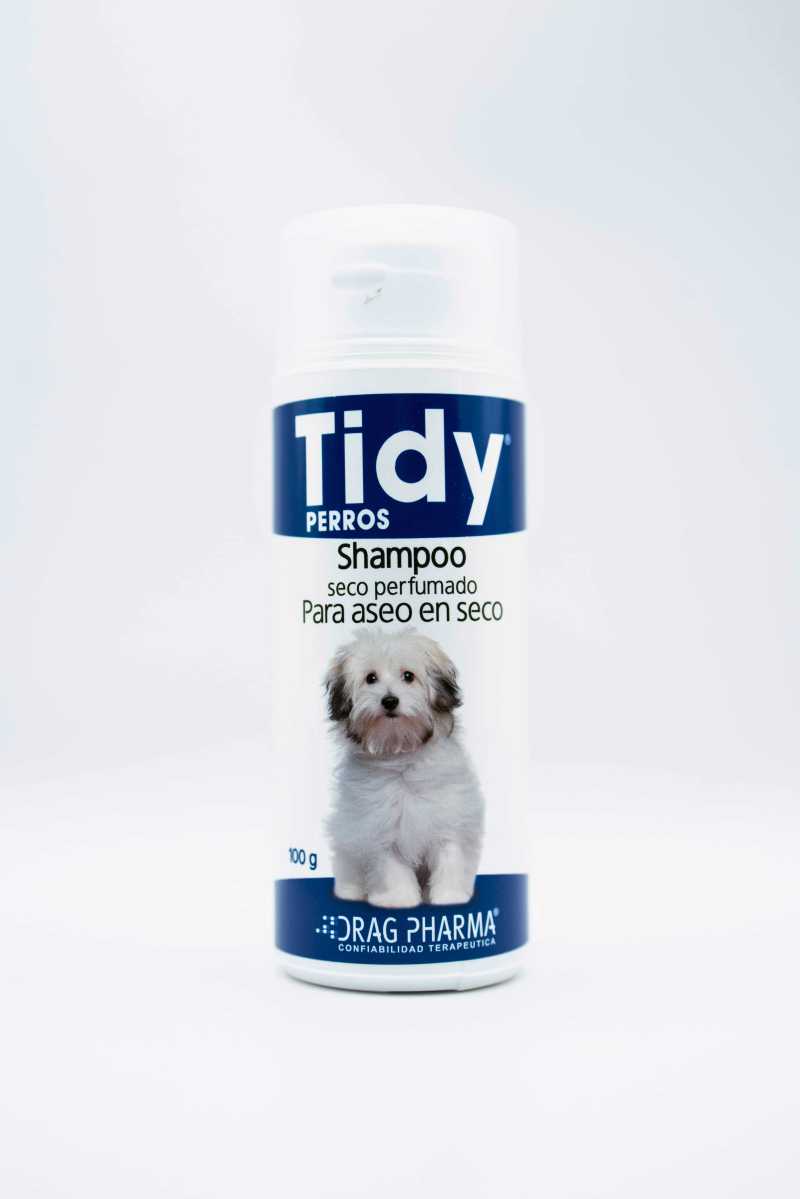 Tidy®
PERROS
Shampoo
seco perfumado
Para aseo en seco
100 g
DRAG PHARMA®
CONFIABILIDAD TERAPEUTICA